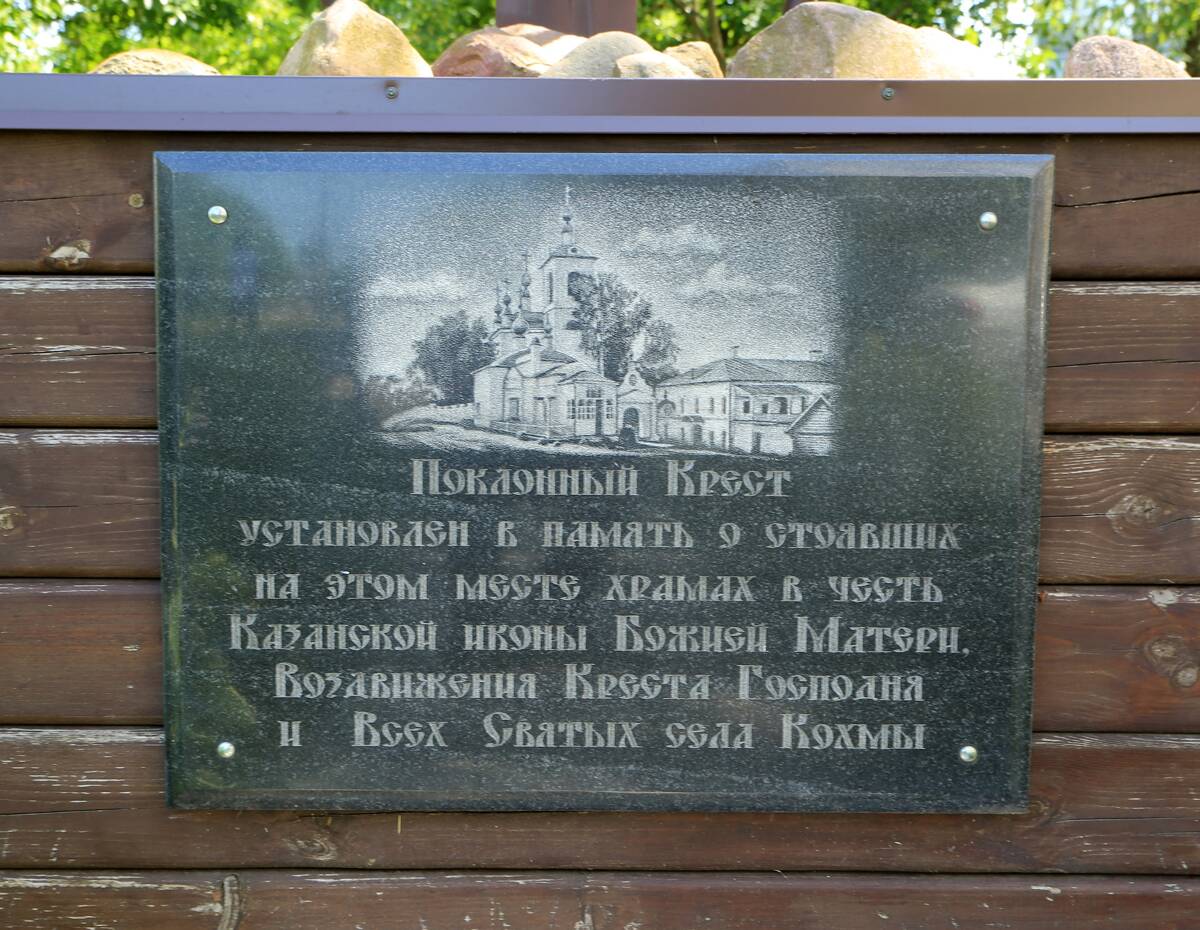 Поклонный Крест
установлен в память о стоявших
на этом месте храмах в честь
Казанской иконы Божией Матери,
Воздвижения Креста Господня
и Всех Святых села Кохмы